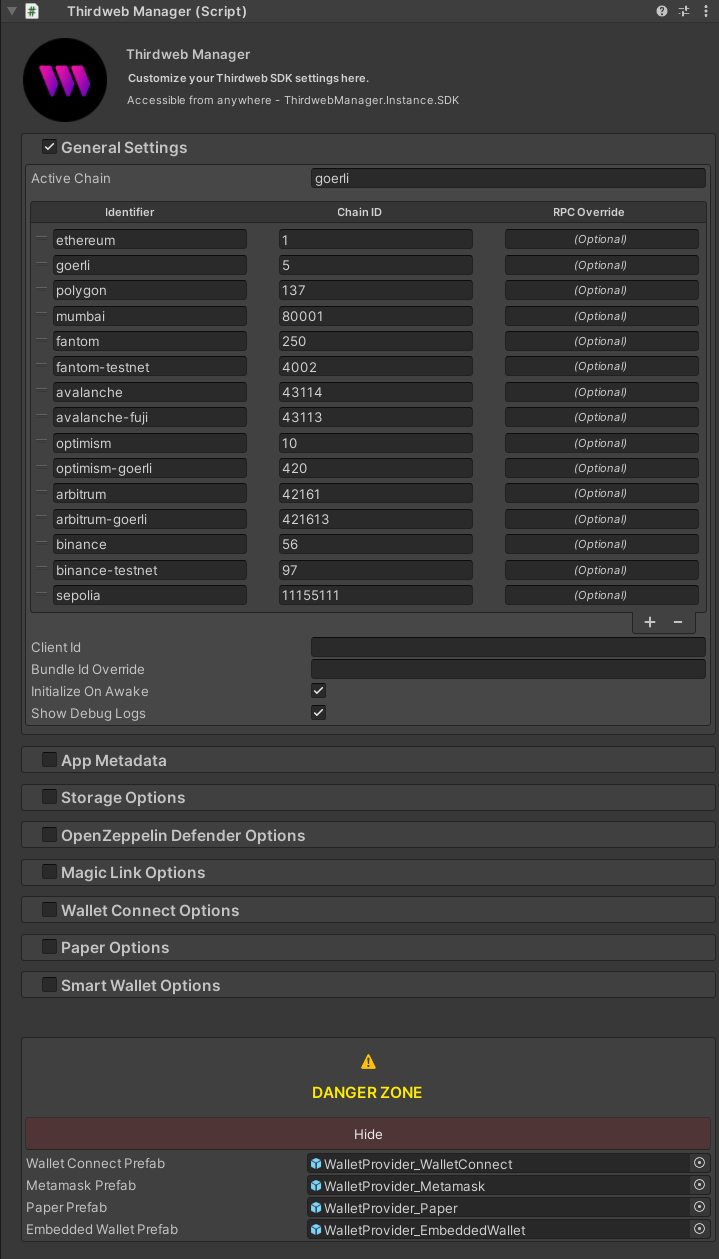 Thirdweb Manager (Script)
Thirdweb Manager
Customize your Thirdweb SDK settings here.
Accessible from anywhere - ThirdwebManager.Instance.SDK
General Settings
Active Chain goerli
Identifier Chain ID RPC Override
ethereum 1 (Optional)
goerli 5 (Optional)
polygon 137 (Optional)
mumbai 80001 (Optional)
fantom 250 (Optional)
fantom-testnet 4002 (Optional)
avalanche 43114 (Optional)
avalanche-fuji 43113 (Optional)
optimism 10 (Optional)
optimism-goerli 420 (Optional)
arbitrum 42161 (Optional)
arbitrum-goerli 421613 (Optional)
binance 56 (Optional)
binance-testnet 97 (Optional)
sepolia 11155111 (Optional)
+ −
Client Id
Bundle Id Override
Initialize On Awake
Show Debug Logs
App Metadata
Storage Options
OpenZeppelin Defender Options
Magic Link Options
Wallet Connect Options
Paper Options
Smart Wallet Options
DANGER ZONE
Hide
Wallet Connect Prefab WalletProvider_WalletConnect
Metamask Prefab WalletProvider_Metamask
Paper Prefab WalletProvider_Paper
Embedded Wallet Prefab WalletProvider_EmbeddedWallet